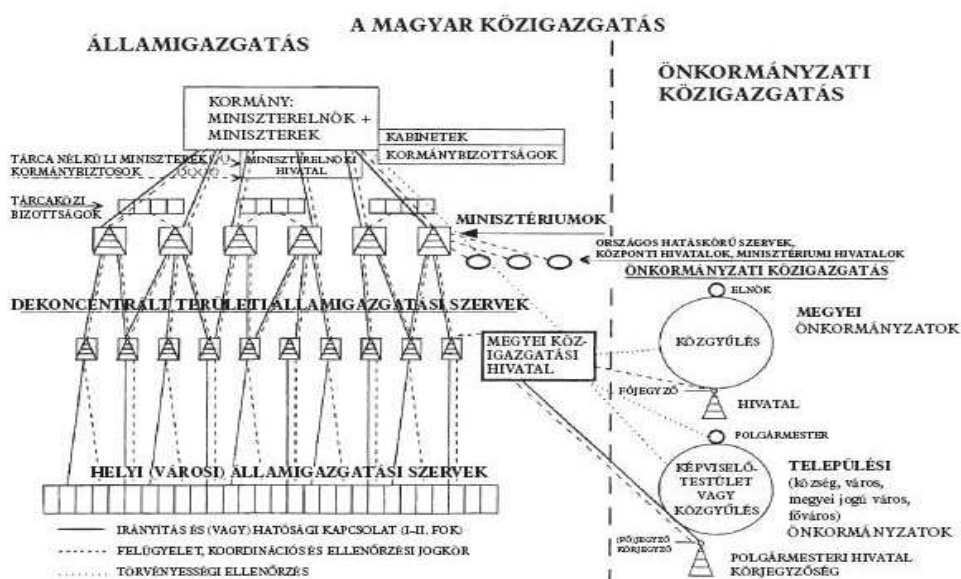 A MAGYAR KÖZIGAZGATÁS
ÁLLAMIGAZGATÁS
ÖNKORMÁNYZATI
KÖZIGAZGATÁS
KORMÁNY:
MINISZTERELNÖK +
MINISZTEREK
KABINETEK
KORMÁNYBIZOTTSÁGOK
TÁRCA NÉLKÜLI MINISZTEREK
KORMÁNYBIZTOSOK
MINISZTERELNÖKI
HIVATAL
TÁRCAKÖZI
BIZOTTSÁGOK
MINISZTÉRIUMOK
ORSZÁGOS HATÁSKÖRŰ SZERVEK,
KÖZPONTI HIVATALOK, MINISZTÉRIUMI HIVATALOK
ÖNKORMÁNYZATI KÖZIGAZGATÁS
DEKONCENTRÁLT TERÜLETI ÁLLAMIGAZGATÁSI SZERVEK
ELNÖK
KÖZGYŰLÉS
MEGYEI
ÖNKORMÁNYZATOK
MEGYEI KÖZ-
IGAZGATÁSI
HIVATAL
FŐJEGYZŐ
HIVATAL
POLGÁRMESTER
KÉPVISELŐ-
TESTÜLET
VAGY
KÖZGYŰLÉS
TELEPÜLÉSI
(község, város,
megyei jogú város,
főváros)
ÖNKORMÁNYZATOK
HELYI (VÁROSI) ÁLLAMIGAZGATÁSI SZERVEK
(FŐ)JEGYZŐ
KÖRJEGYZŐ
POLGÁRMESTERI HIVATAL
KÖRJEGYZŐSÉG
IRÁNYÍTÁS ÉS (VAGY) HATÓSÁGI KAPCSOLAT (I-II. FOK)
FELÜGYELET, KOORDINÁCIÓS ÉS ELLENŐRZÉSI JOGKÖR
TÖRVÉNYESSÉGI ELLENŐRZÉS